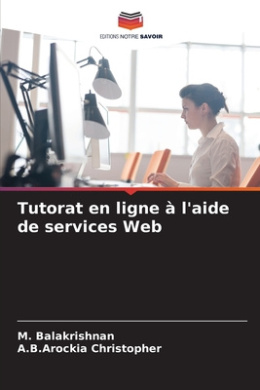 EDITIONS NOTRE SAVOIR
Tutorat en ligne à l'aide
de services Web
M. Balakrishnan
A.B.Arockia Christopher